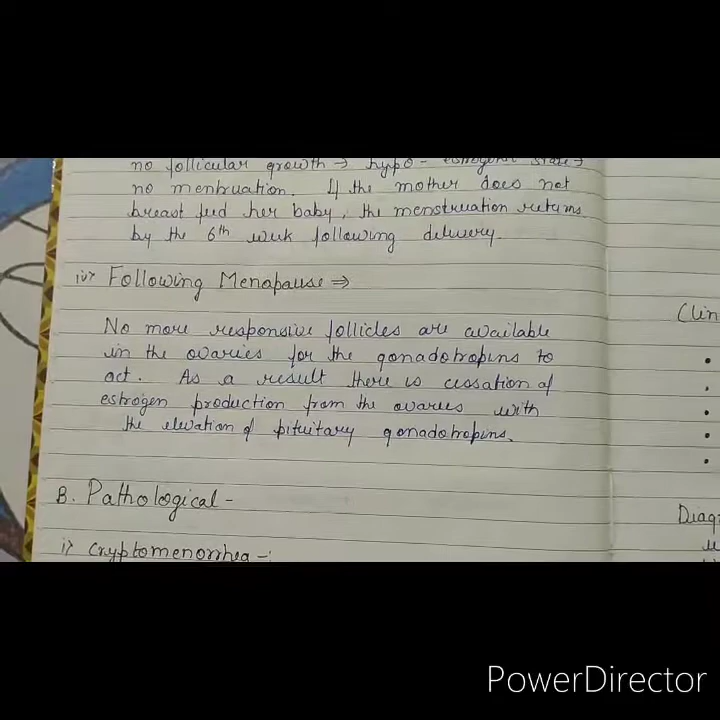 no follicular growth → hypo-estrogenic state →
no menstruation. If the mother does not
breast feed her baby, the menstruation returns
by the 6th week following delivery.
iv) Following Menopause ⇒
No more responsive follicles are available
in the ovaries for the gonadotropins to
act. As a result there is cessation of
estrogen production from the ovaries with
the elevation of pituitary gonadotropins.
B. Pathological -
i) Cryptomenorrhea -:
(Clin
Diag
PowerDirector